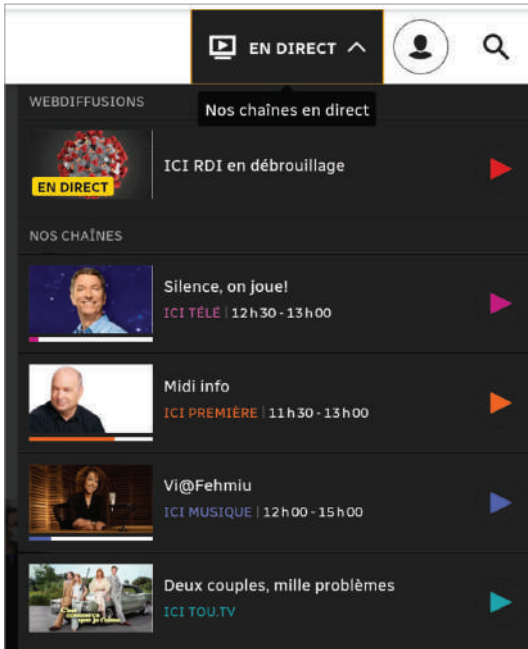 EN DIRECT
Nos chaînes en direct
WEBDIFFUSIONS
EN DIRECT
ICI RDI en débrouillage
NOS CHAÎNES
Silence, on joue!
ICI TÉLÉ | 12 h 30 - 13 h 00
Midi info
ICI PREMIÈRE | 11 h 30 - 13 h 00
Vi@Fehmiu
ICI MUSIQUE | 12 h 00 - 15 h 00
Deux couples, mille problèmes
ICI TOU.TV